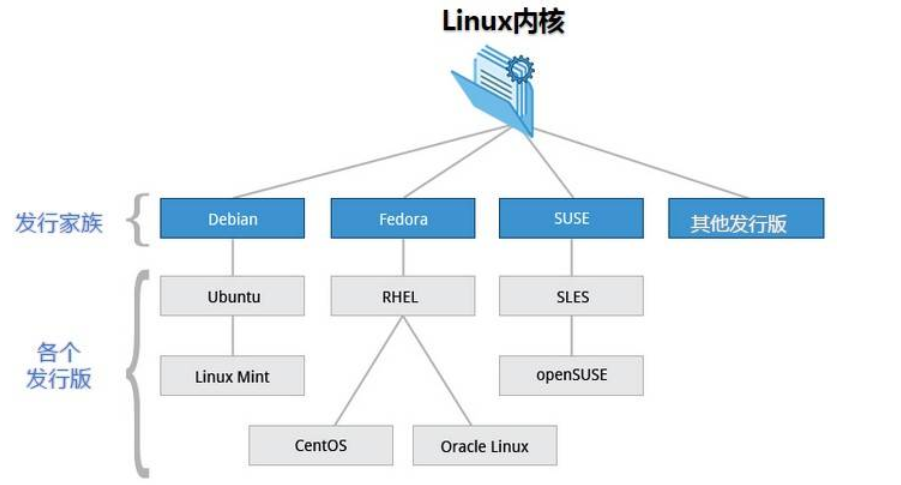 Linux内核
发行家族
Debian
Fedora
SUSE
其他发行版
各个
发行版
Ubuntu
RHEL
SLES
Linux Mint
openSUSE
CentOS
Oracle Linux